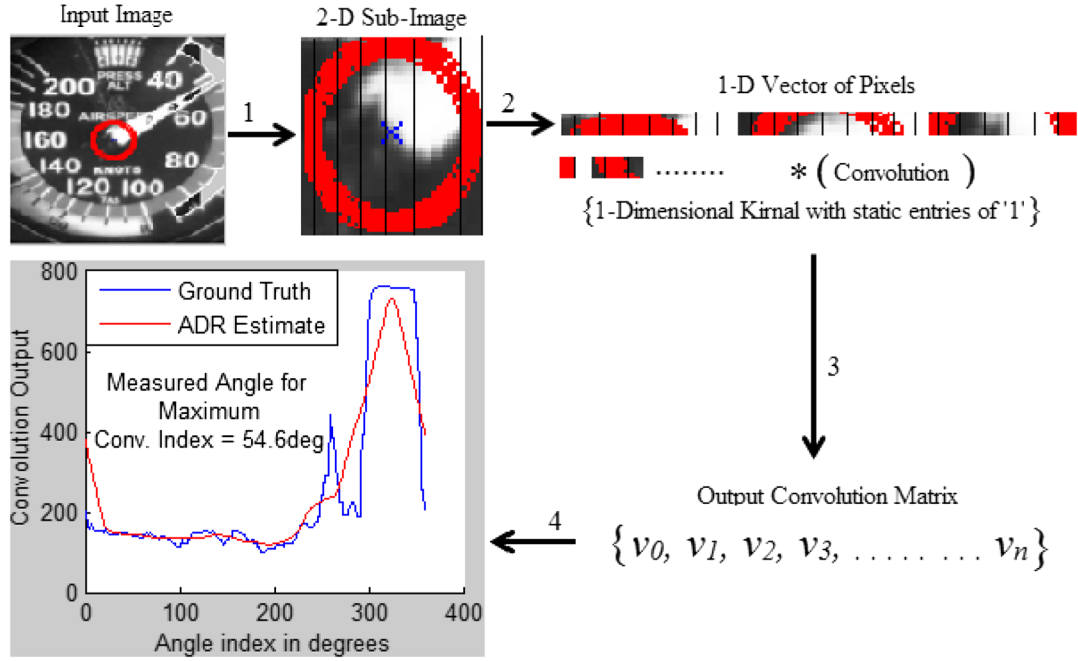 Input Image
2-D Sub-Image
PRESS
ALT
200
40
180
AIRSPEED
60
160
140
KNOTS
80
120
100
TAS
1
2
1-D Vector of Pixels
........ * ( Convolution )
{1-Dimensional Kirnal with static entries of '1'}
3
Output Convolution Matrix
{v0, v1, v2, v3, . . . . . . . . . vn}
4
800
600
400
200
0
Convolution Output
Ground Truth
ADR Estimate
Measured Angle for
Maximum
Conv. Index = 54.6deg
0 100 200 300 400
Angle index in degrees